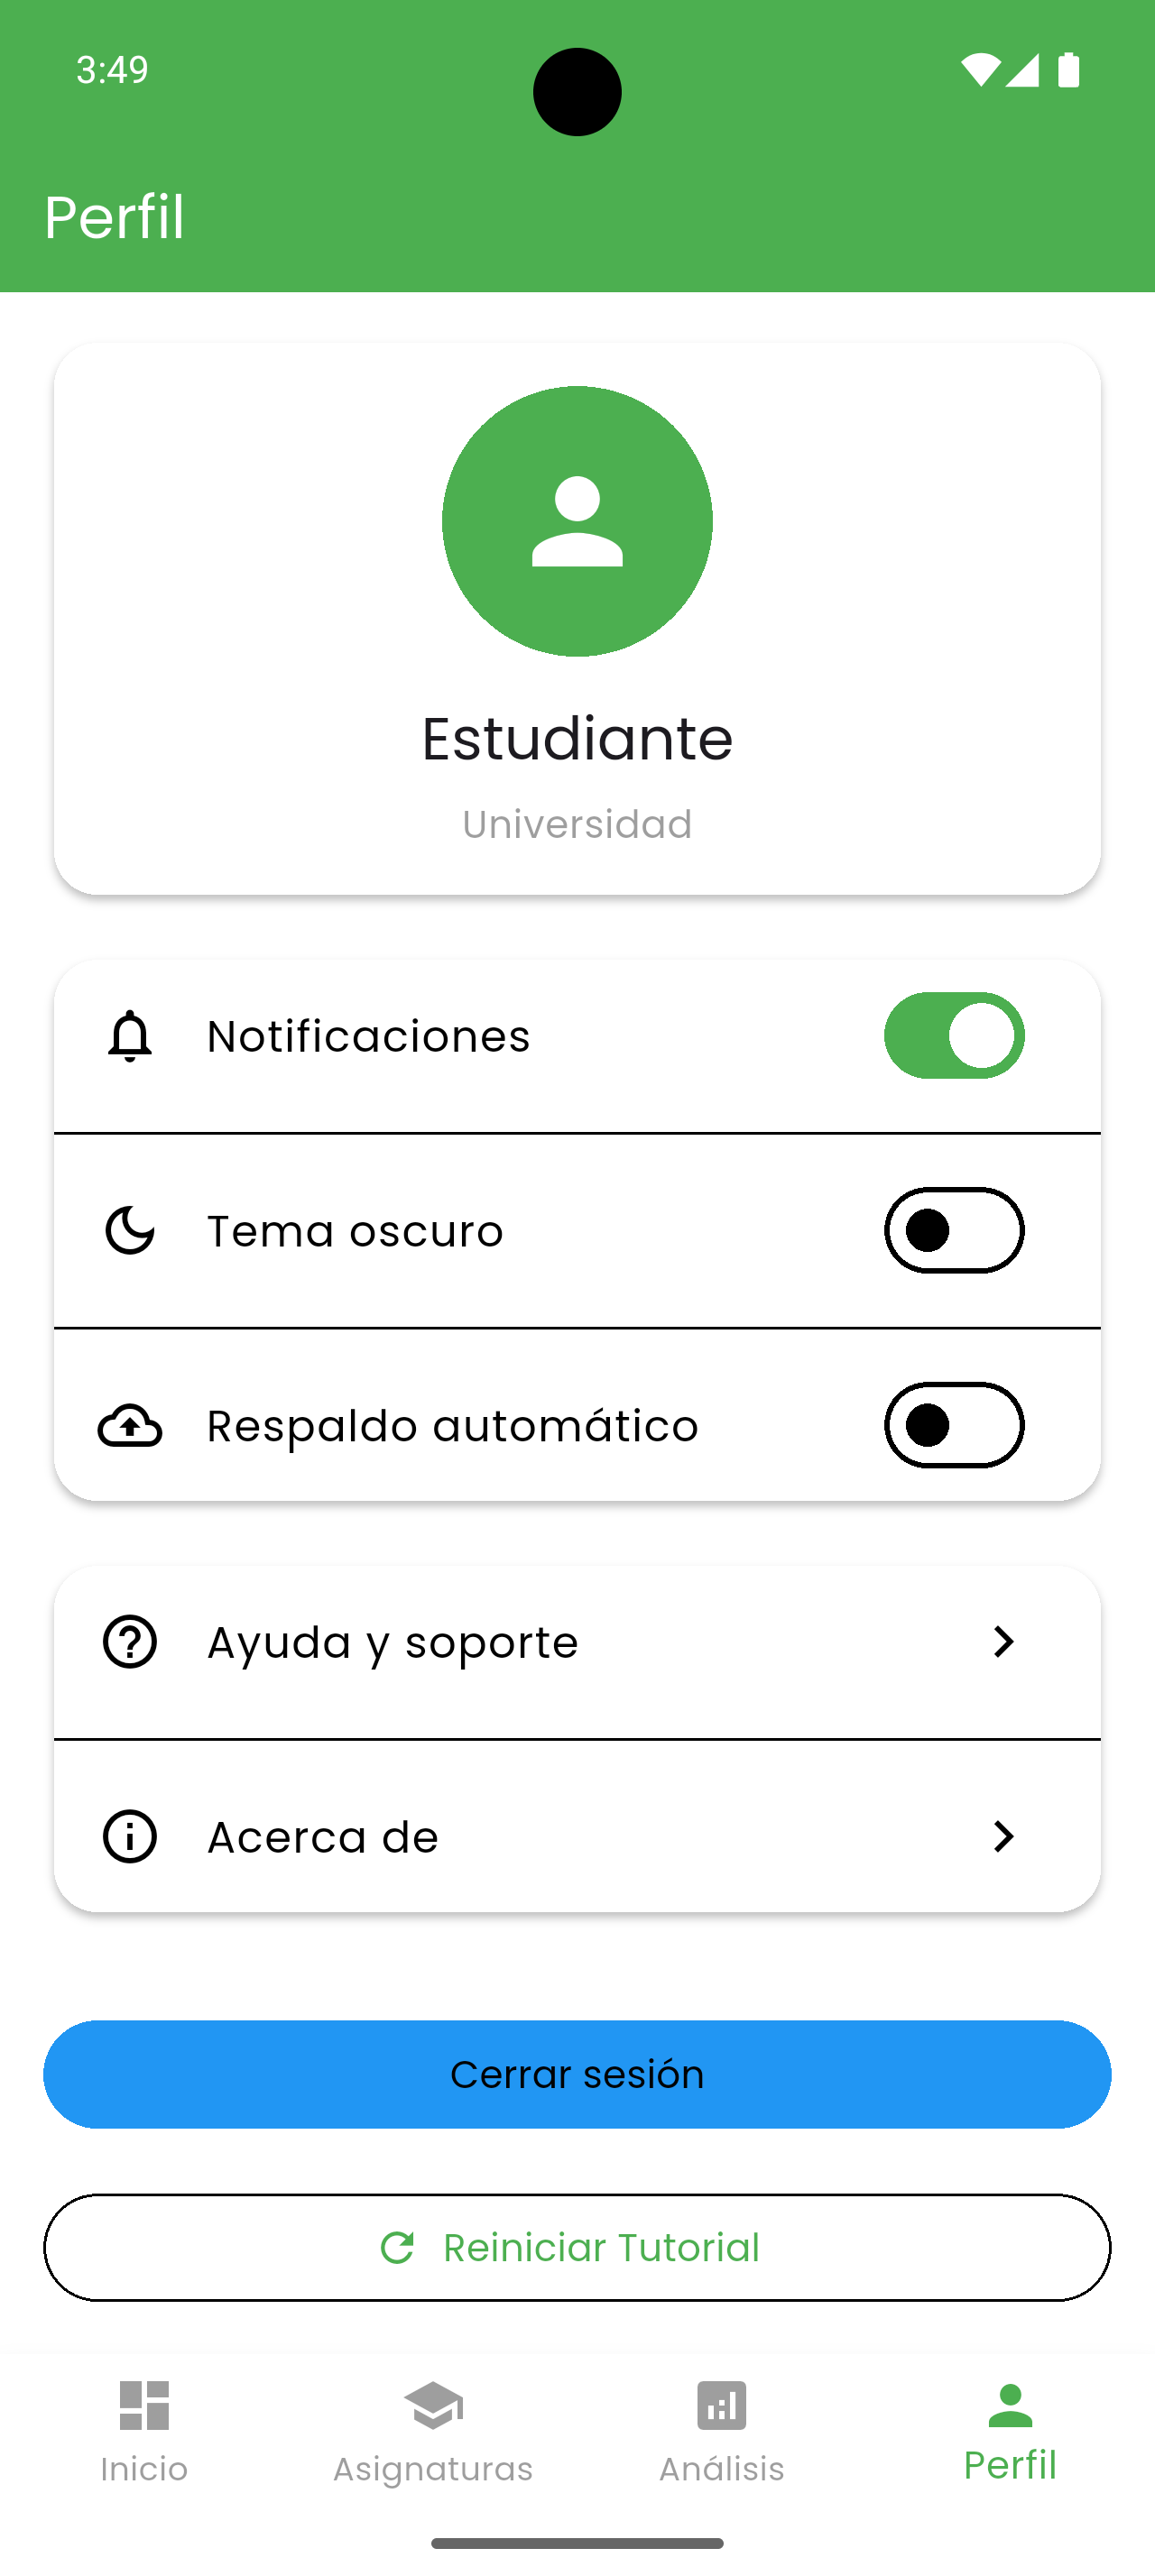 3:49
Perfil
Estudiante
Universidad
Notificaciones
Tema oscuro
Respaldo automático
Ayuda y soporte
Acerca de
Cerrar sesión
Reiniciar Tutorial
Inicio
Asignaturas
Análisis
Perfil